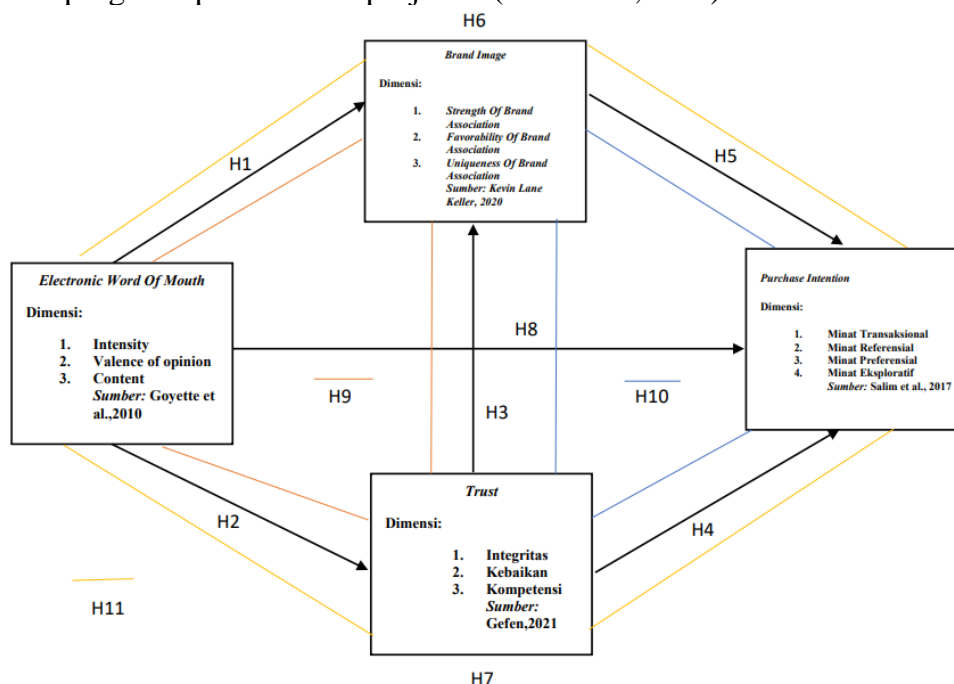 H6
Brand Image
Dimensi:
1. Strength Of Brand
Association
2. Favorability Of Brand
Association
3. Uniqueness Of Brand
Association
Sumber: Kevin Lane
Keller, 2020
H1
H5
Electronic Word Of Mouth
Dimensi:
1. Intensity
2. Valence of opinion
3. Content
Sumber: Goyette et
al.,2010
Purchase Intention
Dimensi:
1. Minat Transaksional
2. Minat Referensial
3. Minat Preferensial
4. Minat Eksploratif
Sumber: Salim et al., 2017
H8
H9
H10
H3
Trust
Dimensi:
1. Integritas
2. Kebaikan
3. Kompetensi
Sumber:
Gefen,2021
H2
H4
H11
H7